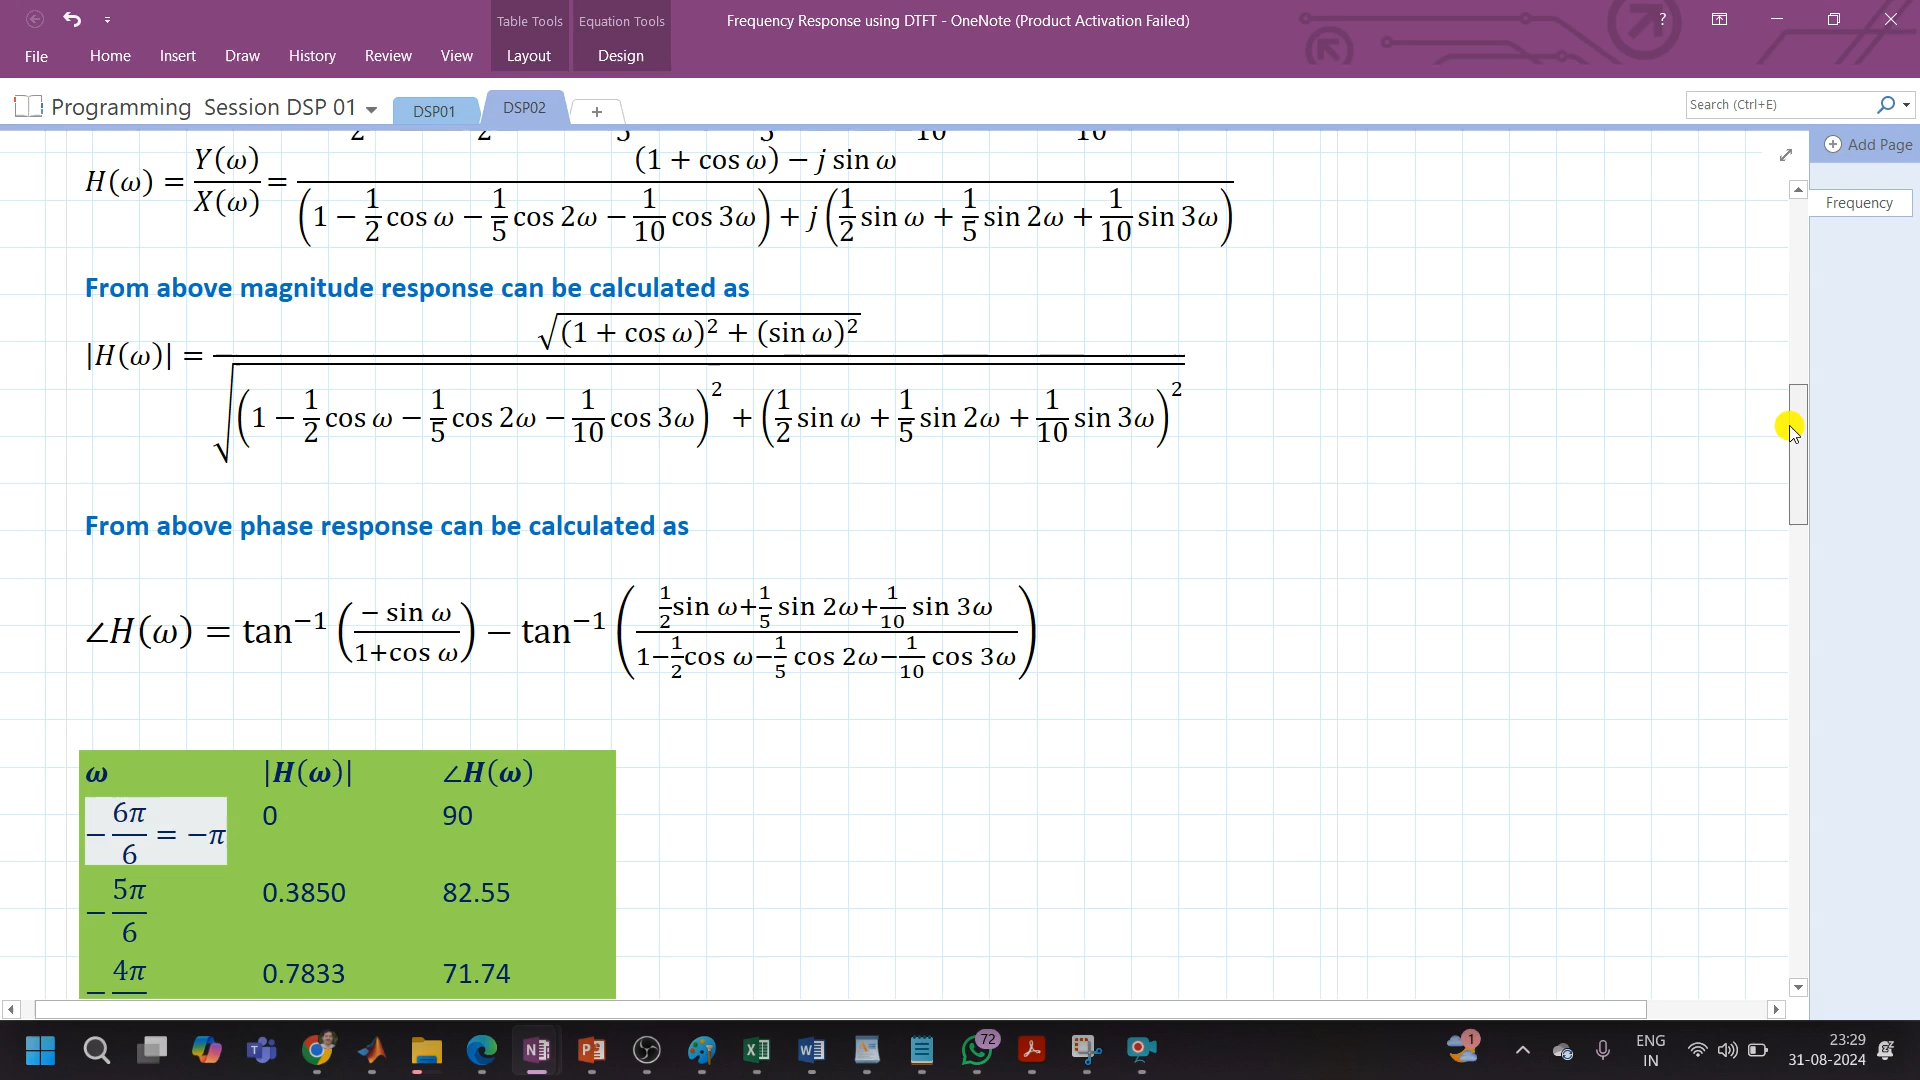 Table Tools Equation Tools Frequency Response using DTFT - OneNote (Product Activation Failed) ?
File Home Insert Draw History Review View Layout Design
Programming Session DSP 01 DSP01 DSP02 + Search (Ctrl+E)
Add Page
Frequency
H(ω) = Y(ω)/X(ω) = ((1 + cos ω) − j sin ω) / ((1 − 1/2 cos ω − 1/5 cos 2ω − 1/10 cos 3ω) + j (1/2 sin ω + 1/5 sin 2ω + 1/10 sin 3ω))
From above magnitude response can be calculated as
|H(ω)| = √((1 + cos ω)² + (sin ω)²) / √((1 − 1/2 cos ω − 1/5 cos 2ω − 1/10 cos 3ω)² + (1/2 sin ω + 1/5 sin 2ω + 1/10 sin 3ω)²)
From above phase response can be calculated as
∠H(ω) = tan⁻¹ (− sin ω / 1+cos ω) − tan⁻¹ ((1/2 sin ω + 1/5 sin 2ω + 1/10 sin 3ω) / (1 − 1/2 cos ω − 1/5 cos 2ω − 1/10 cos 3ω))
ω |H(ω)| ∠H(ω)
− 6π/6 = −π 0 90
− 5π/6 0.3850 82.55
− 4π 0.7833 71.74
72 1 ENG IN 23:29 31-08-2024